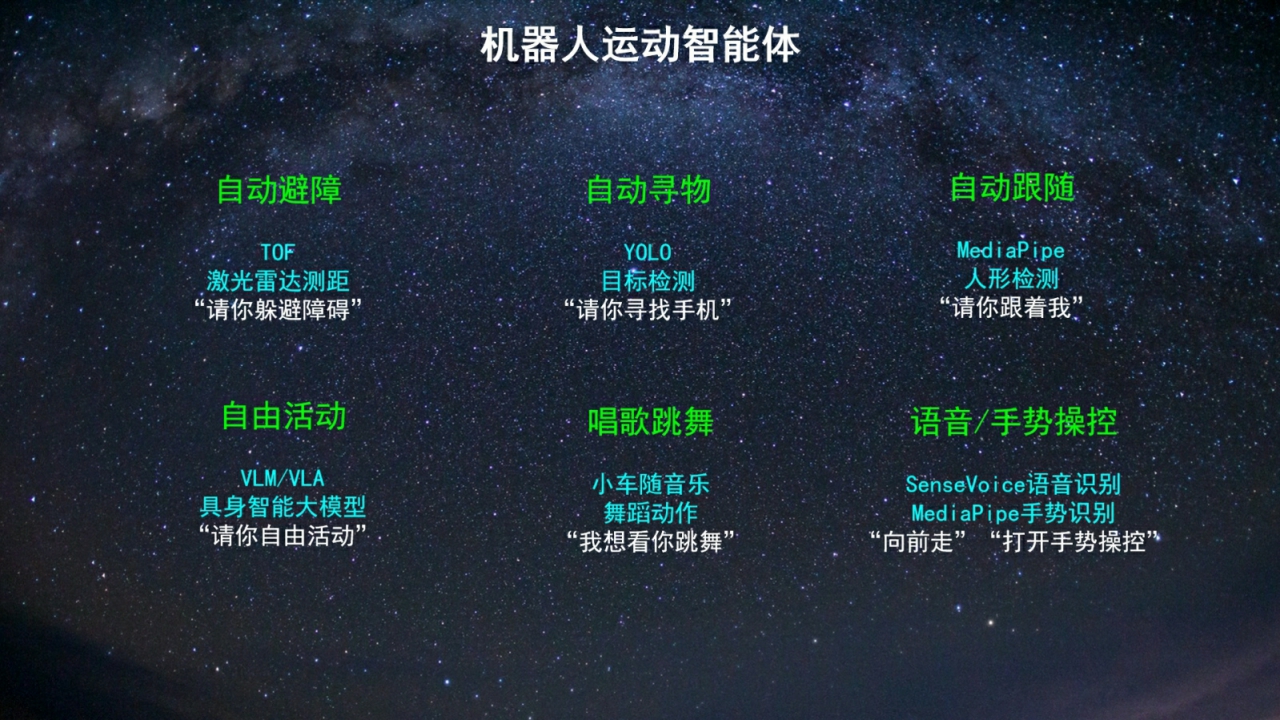 机器人运动智能体
自动避障
TOF
激光雷达测距
“请你躲避障碍”
自动寻物
YOLO
目标检测
“请你寻找手机”
自动跟随
MediaPipe
人形检测
“请你跟着我”
自由活动
VLM/VLA
具身智能大模型
“请你自由活动”
唱歌跳舞
小车随音乐
舞蹈动作
“我想看你跳舞”
语音/手势操控
SenseVoice语音识别
MediaPipe手势识别
“向前走” “打开手势操控”